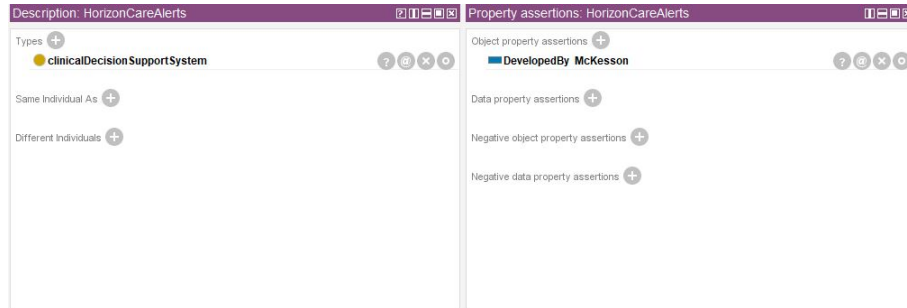 Description: HorizonCareAlerts
Types
clinicalDecisionSupportSystem
Same Individual As
Different Individuals
Property assertions: HorizonCareAlerts
Object property assertions
DevelopedBy McKesson
Data property assertions
Negative object property assertions
Negative data property assertions